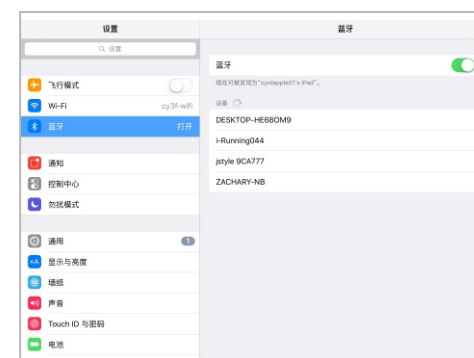 设置
设置
飞行模式
Wi-Fi
cy3f-wifi
蓝牙
打开
通知
控制中心
勿扰模式
通用
1
显示与亮度
AA
墙纸
声音
Touch ID 与密码
电池
蓝牙
蓝牙
现在可被发现为“cyntapple01's iPad”。
设备
DESKTOP-HE68OM9
i-Running044
jstyle 9CA777
ZACHARY-NB